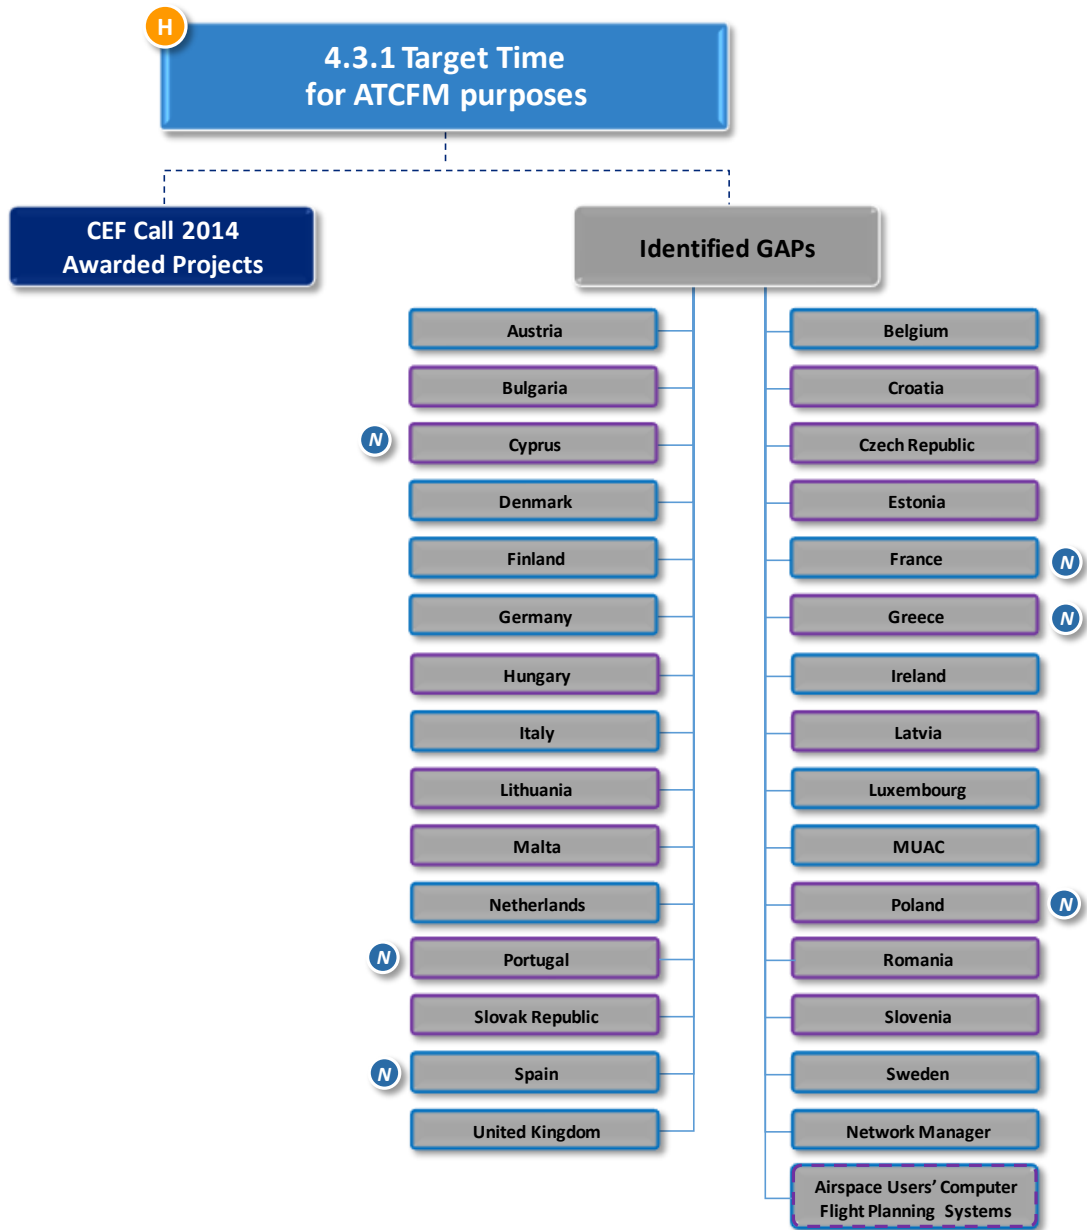 H
4.3.1 Target Time
for ATCFM purposes
CEF Call 2014
Awarded Projects
Identified GAPs
Austria
Belgium
Bulgaria
Croatia
N
Cyprus
Czech Republic
Denmark
Estonia
Finland
France
N
Germany
Greece
N
Hungary
Ireland
Italy
Latvia
Lithuania
Luxembourg
Malta
MUAC
Netherlands
Poland
N
N
Portugal
Romania
Slovak Republic
Slovenia
N
Spain
Sweden
United Kingdom
Network Manager
Airspace Users’ Computer
Flight Planning Systems